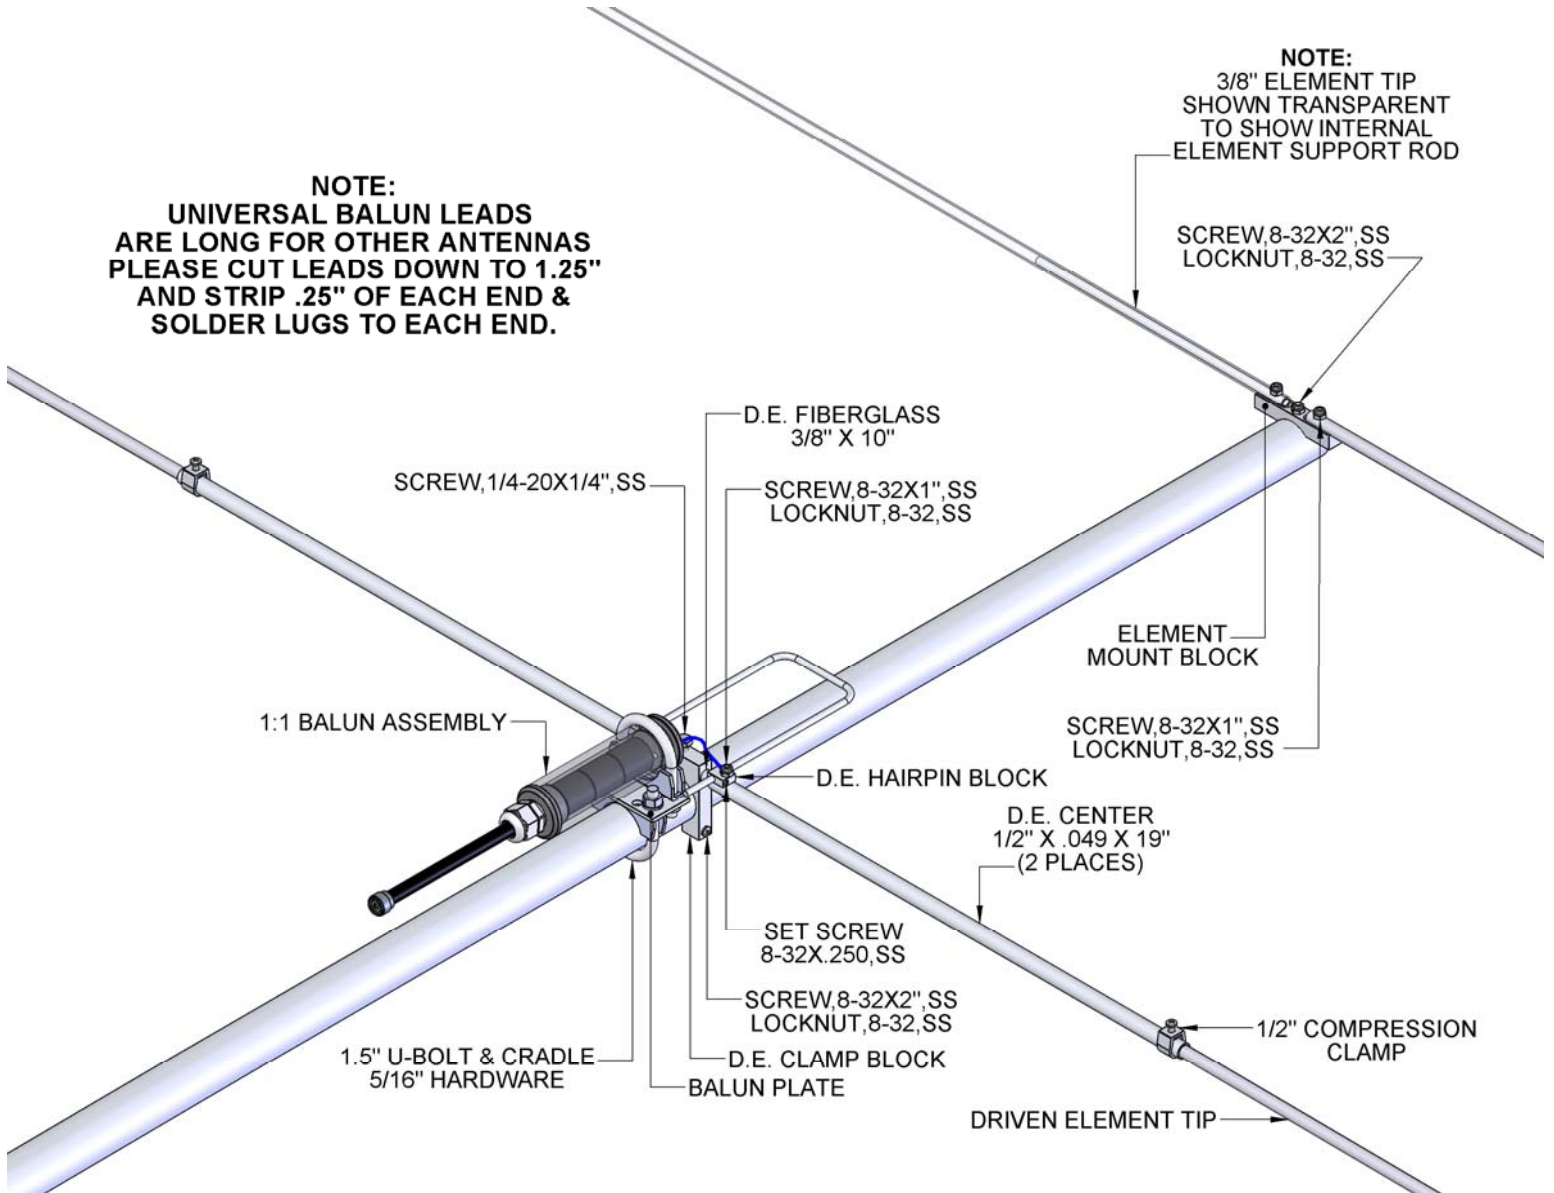 NOTE:
3/8" ELEMENT TIP
SHOWN TRANSPARENT
TO SHOW INTERNAL
ELEMENT SUPPORT ROD
NOTE:
UNIVERSAL BALUN LEADS
ARE LONG FOR OTHER ANTENNAS
PLEASE CUT LEADS DOWN TO 1.25"
AND STRIP .25" OF EACH END &
SOLDER LUGS TO EACH END.
SCREW,8-32X2",SS
LOCKNUT,8-32,SS
D.E. FIBERGLASS
3/8" X 10"
SCREW,1/4-20X1/4",SS
SCREW,8-32X1",SS
LOCKNUT,8-32,SS
ELEMENT
MOUNT BLOCK
1:1 BALUN ASSEMBLY
SCREW,8-32X1",SS
LOCKNUT,8-32,SS
D.E. HAIRPIN BLOCK
D.E. CENTER
1/2" X .049 X 19"
(2 PLACES)
SET SCREW
8-32X.250,SS
SCREW,8-32X2",SS
LOCKNUT,8-32,SS
1/2" COMPRESSION
CLAMP
1.5" U-BOLT & CRADLE
5/16" HARDWARE
D.E. CLAMP BLOCK
BALUN PLATE
DRIVEN ELEMENT TIP